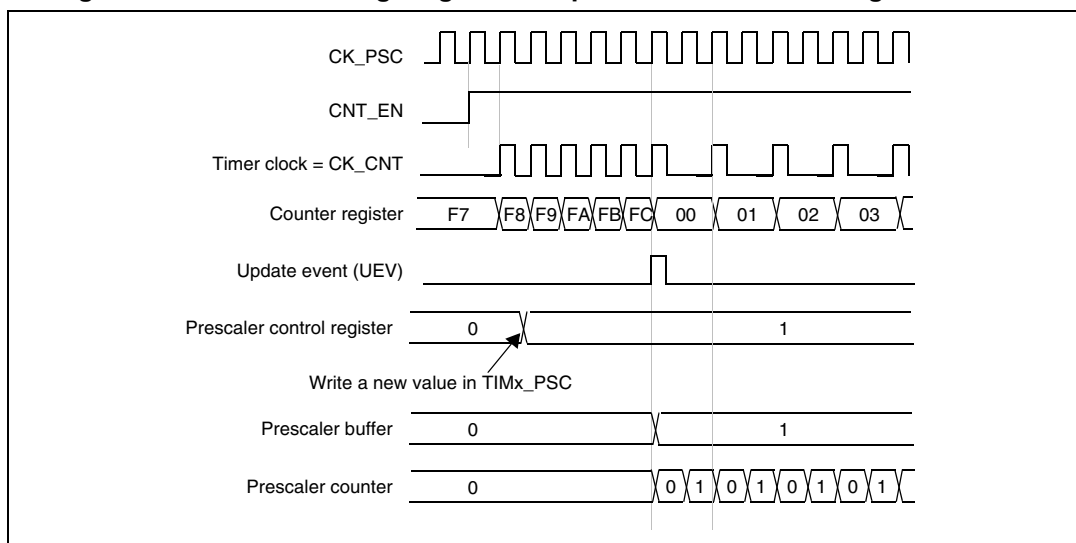 CK_PSC
CNT_EN
Timer clock = CK_CNT
Counter register F7 F8 F9 FA FB FC 00 01 02 03
Update event (UEV)
Prescaler control register 0 1
Write a new value in TIMx_PSC
Prescaler buffer 0 1
Prescaler counter 0 0 1 0 1 0 1 0 1